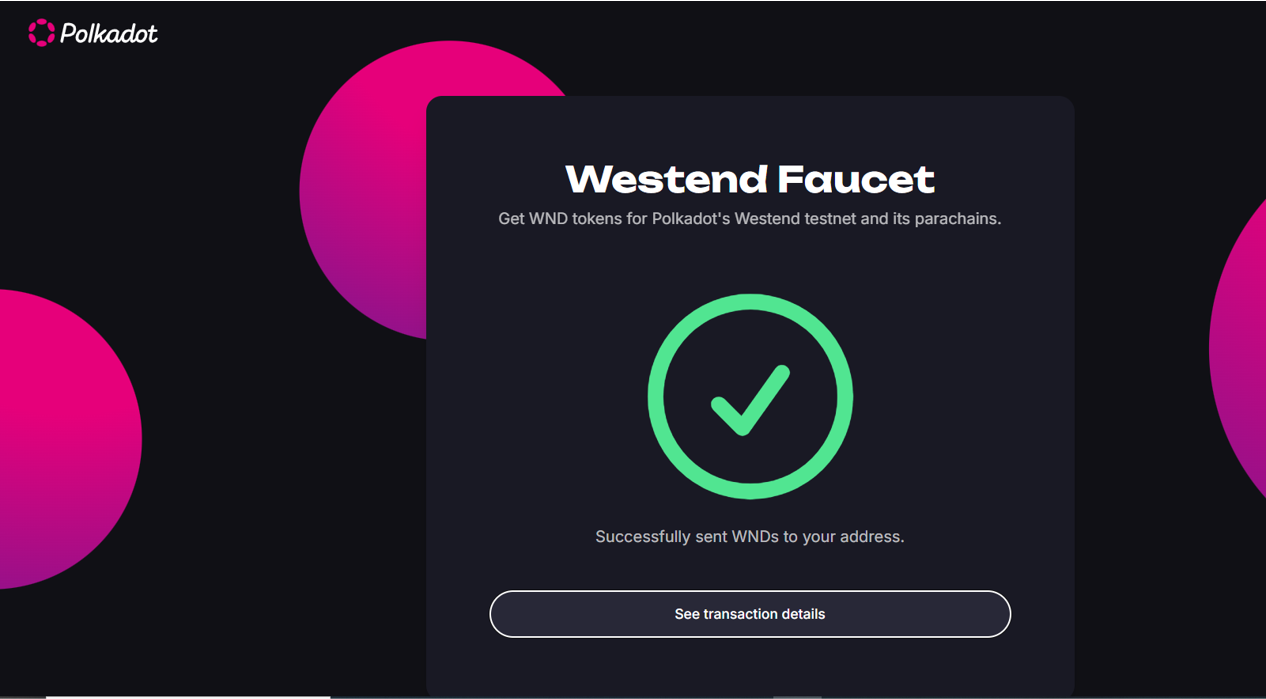 Polkadot
Westend Faucet
Get WND tokens for Polkadot's Westend testnet and its parachains.
Successfully sent WNDs to your address.
See transaction details